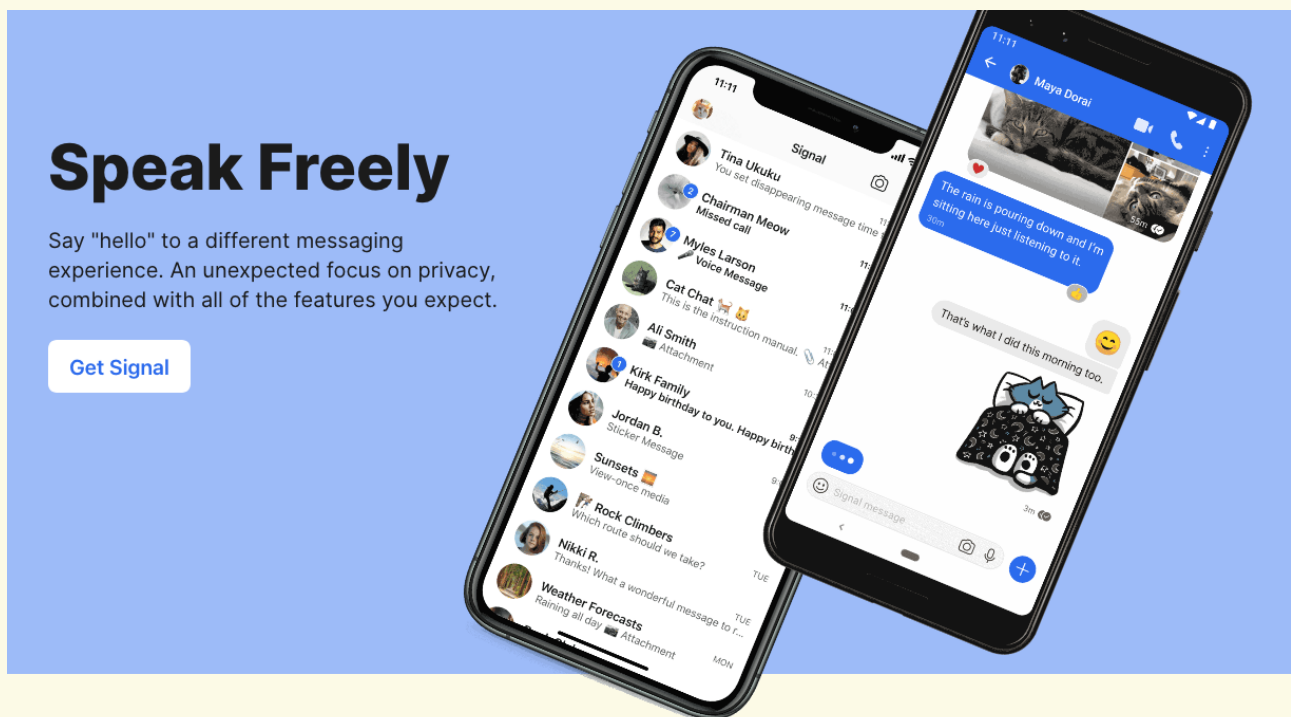 Speak Freely
Say "hello" to a different messaging
experience. An unexpected focus on privacy,
combined with all of the features you expect.
Get Signal
11:11
Signal
Tina Ukuku
You set disappearing message time
2
Chairman Meow
Missed call
7
Myles Larson
Voice Message
Cat Chat 🐈 🐱
This is the instruction manual.
Ali Smith
Attachment
1
Kirk Family
Happy birthday to you. Happy birth
Jordan B.
Sticker Message
Sunsets 🌅
View-once media
Rock Climbers
Which route should we take?
TUE
Nikki R.
Thanks! What a wonderful message to r...
TUE
Weather Forecasts
Raining all day 📷 Attachment
MON
11:11
Maya Dorai
55m
The rain is pouring down and I'm
sitting here just listening to it.
30m
That's what I did this morning too.
3m
Signal message